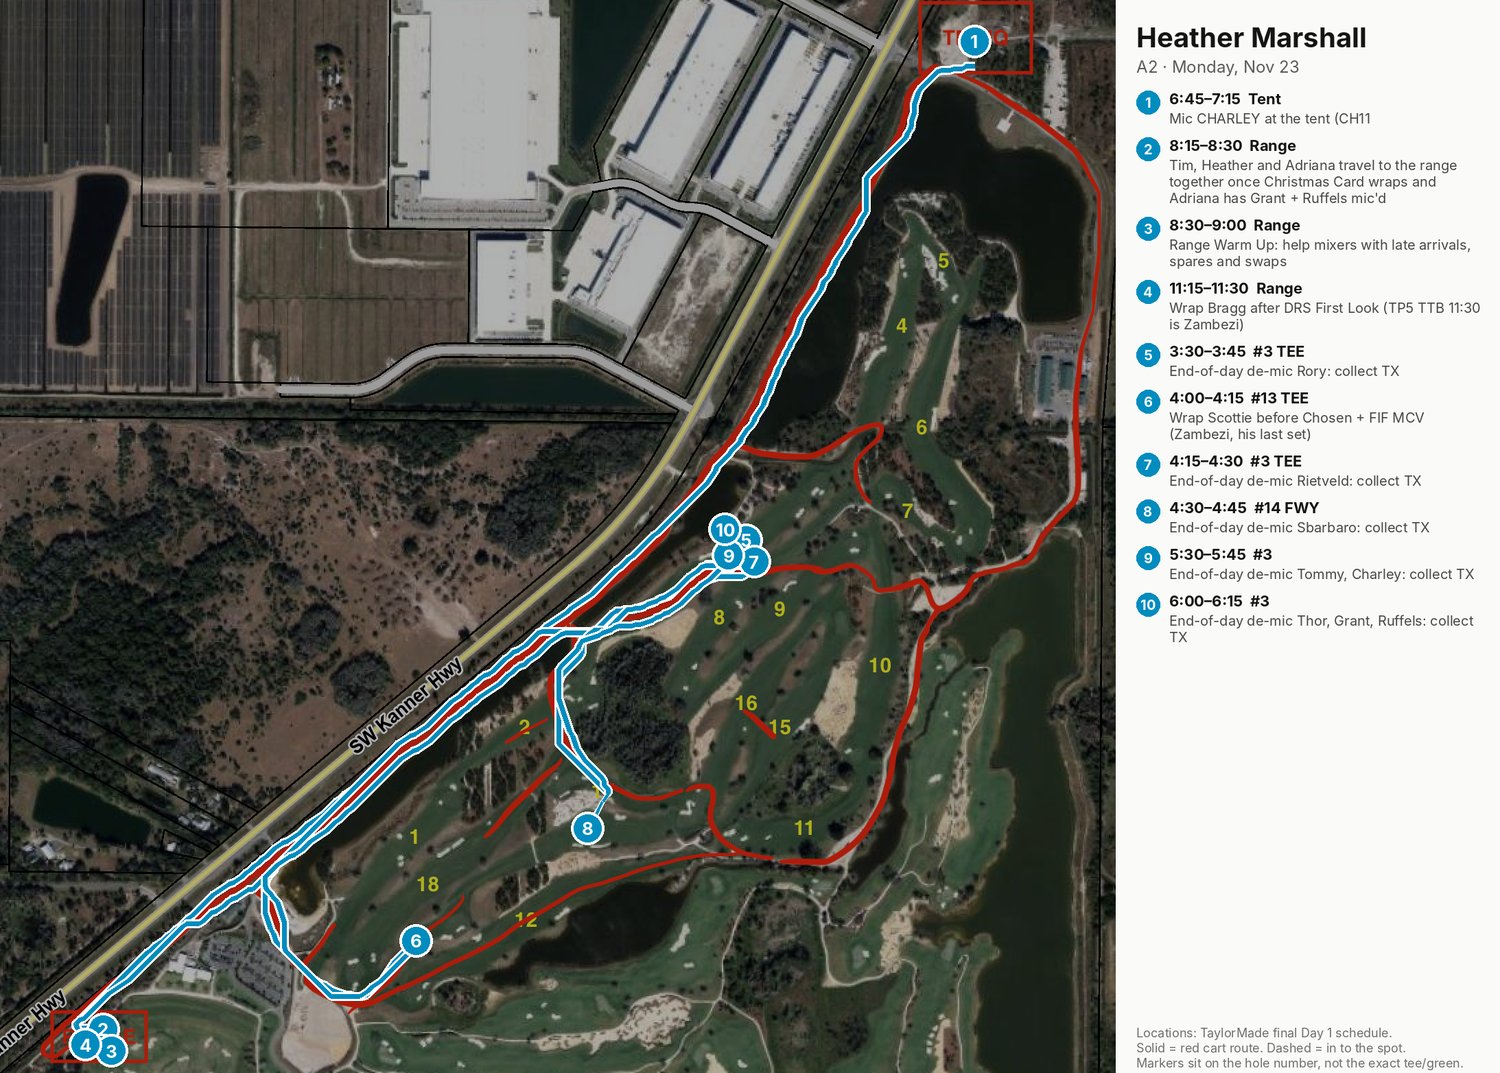 Heather Marshall
A2 · Monday, Nov 23
1 6:45–7:15 Tent
Mic CHARLEY at the tent (CH11
2 8:15–8:30 Range
Tim, Heather and Adriana travel to the range
together once Christmas Card wraps and
Adriana has Grant + Ruffels mic'd
3 8:30–9:00 Range
Range Warm Up: help mixers with late arrivals,
spares and swaps
4 11:15–11:30 Range
Wrap Bragg after DRS First Look (TP5 TTB 11:30
is Zambezi)
5 3:30–3:45 #3 TEE
End-of-day de-mic Rory: collect TX
6 4:00–4:15 #13 TEE
Wrap Scottie before Chosen + FIF MCV
(Zambezi, his last set)
7 4:15–4:30 #3 TEE
End-of-day de-mic Rietveld: collect TX
8 4:30–4:45 #14 FWY
End-of-day de-mic Sbarbaro: collect TX
9 5:30–5:45 #3
End-of-day de-mic Tommy, Charley: collect TX
10 6:00–6:15 #3
End-of-day de-mic Thor, Grant, Ruffels: collect
TX
Locations: TaylorMade final Day 1 schedule.
Solid = red cart route. Dashed = in to the spot.
Markers sit on the hole number, not the exact tee/green.
1
5
4
6
7
10
5
9
7
8
9
10
16
15
2
SW Kanner Hwy
8
11
1
18
12
6
Hwy
2
4
3